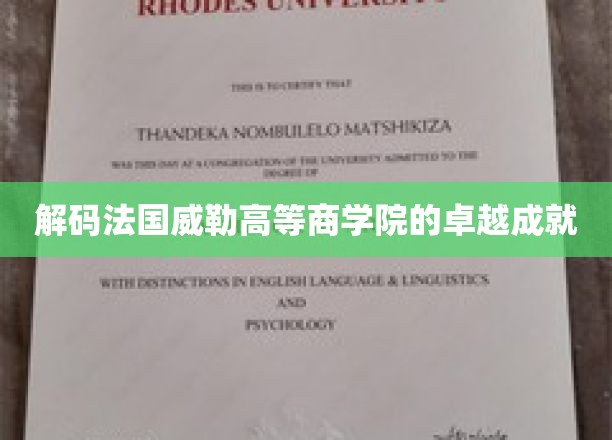 RHODES UNIVERSITY
THIS IS TO CERTIFY THAT
THANDEKA NOMBULELO MATSHIKIZA
WAS THIS DAY AT A CONGREGATION OF THE UNIVERSITY ADMITTED TO THE
DEGREE OF
解码法国威勒高等商学院的卓越成就
WITH DISTINCTIONS IN ENGLISH LANGUAGE & LINGUISTICS
AND
PSYCHOLOGY